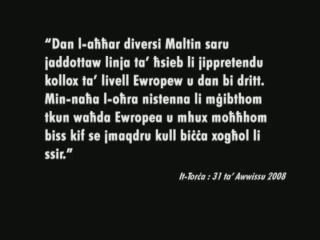 “Dan l-aħħar diversi Maltin saru
jaddottaw linja ta’ ħsieb li jippretendu
kollox ta’ livell Ewropew u dan bi dritt.
Min-naħa l-oħra nistenna li mġibthom
tkun waħda Ewropea u mhux moħħhom
biss kif se jmaqdru kull biċċa xogħol li
ssir.”
It-Torċa : 31 ta’ Awwissu 2008